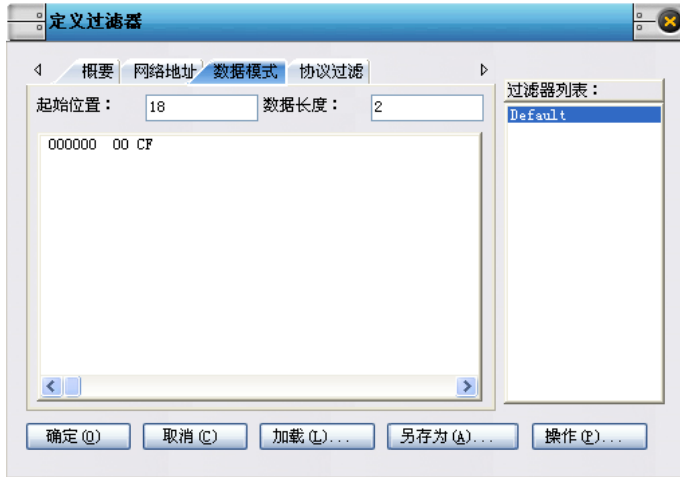 定义过滤器
概要 网络地址 数据模式 协议过滤
起始位置： 18 数据长度： 2
000000 00 CF
过滤器列表：
Default
确定(O) 取消(C) 加载(L)... 另存为(A)... 操作(P)...